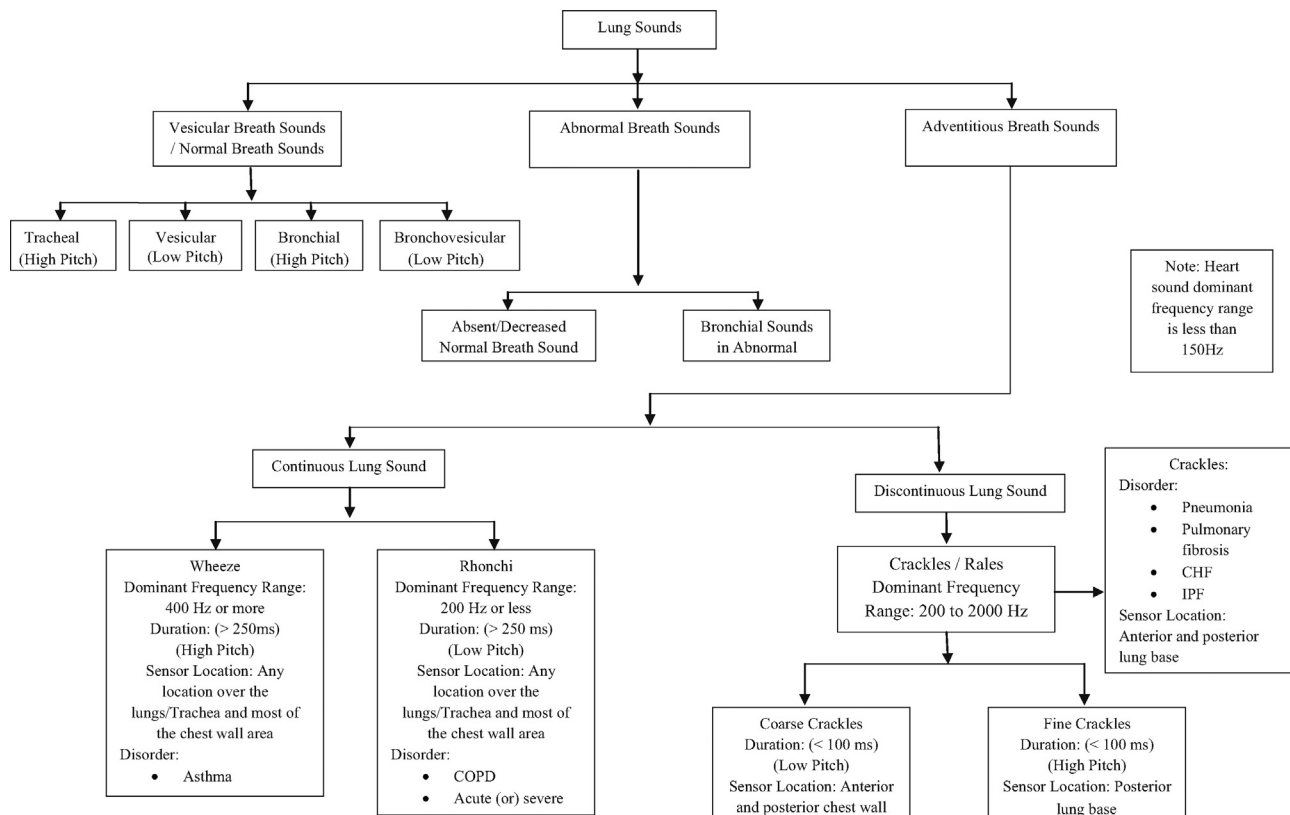 Lung Sounds
Vesicular Breath Sounds
/ Normal Breath Sounds
Abnormal Breath Sounds
Adventitious Breath Sounds
Tracheal
(High Pitch)
Vesicular
(Low Pitch)
Bronchial
(High Pitch)
Bronchovesicular
(Low Pitch)
Note: Heart
sound dominant
frequency range
is less than
150Hz
Absent/Decreased
Normal Breath Sound
Bronchial Sounds
in Abnormal
Continuous Lung Sound
Discontinuous Lung Sound
Crackles:
Disorder:
• Pneumonia
• Pulmonary
fibrosis
• CHF
• IPF
Sensor Location:
Anterior and posterior
lung base
Wheeze
Dominant Frequency Range:
400 Hz or more
Duration: (> 250ms)
(High Pitch)
Sensor Location: Any
location over the
lungs/Trachea and most of
the chest wall area
Disorder:
• Asthma
Rhonchi
Dominant Frequency Range:
200 Hz or less
Duration: (> 250 ms)
(Low Pitch)
Sensor Location: Any
location over the
lungs/Trachea and most of
the chest wall area
Disorder:
• COPD
• Acute (or) severe
Crackles / Rales
Dominant Frequency
Range: 200 to 2000 Hz
Coarse Crackles
Duration: (< 100 ms)
(Low Pitch)
Sensor Location: Anterior
and posterior chest wall
Fine Crackles
Duration: (< 100 ms)
(High Pitch)
Sensor Location: Posterior
lung base